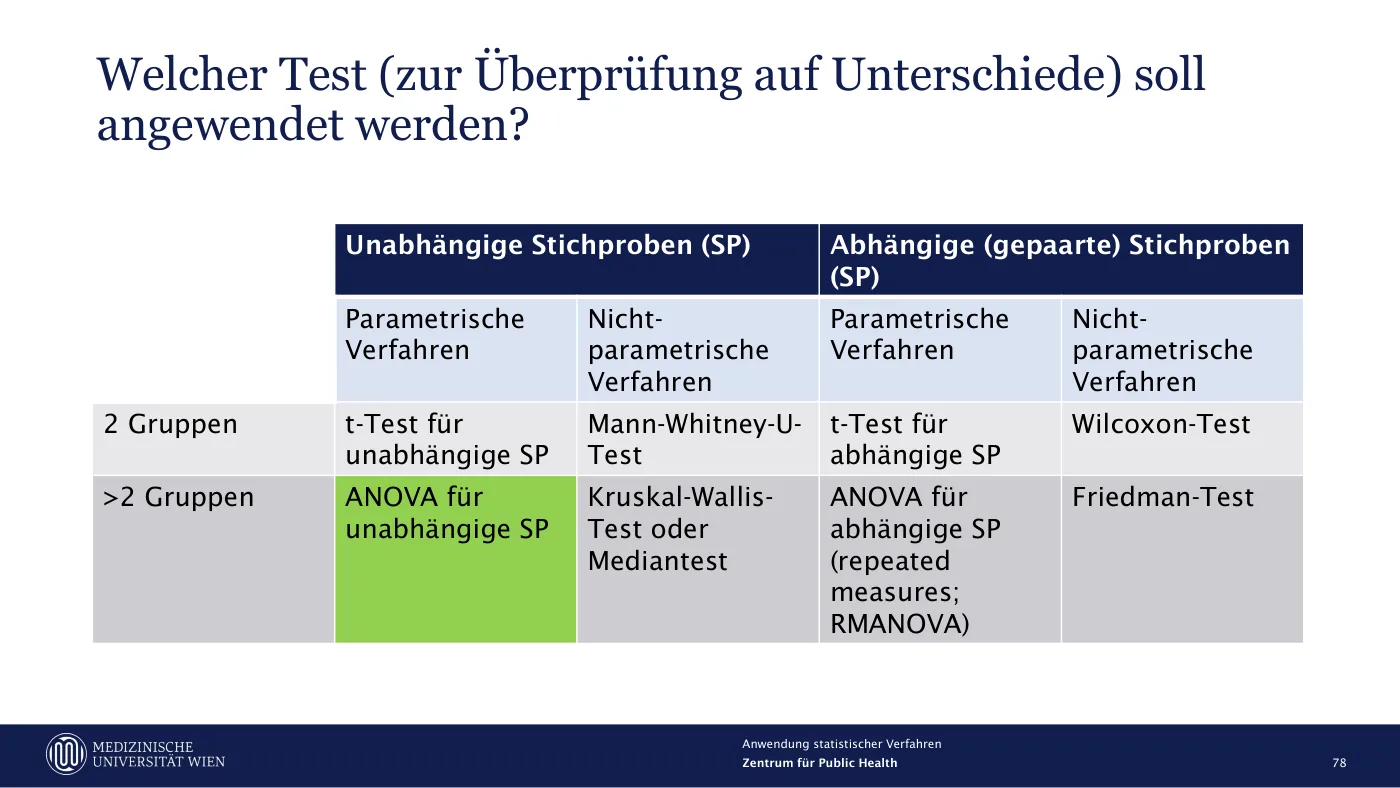 Welcher Test (zur Überprüfung auf Unterschiede) soll
angewendet werden?
Unabhängige Stichproben (SP)
Abhängige (gepaarte) Stichproben
(SP)
Parametrische
Verfahren
Nicht-
parametrische
Verfahren
Parametrische
Verfahren
Nicht-
parametrische
Verfahren
2 Gruppen
t-Test für
unabhängige SP
Mann-Whitney-U-
Test
t-Test für
abhängige SP
Wilcoxon-Test
>2 Gruppen
ANOVA für
unabhängige SP
Kruskal-Wallis-
Test oder
Mediantest
ANOVA für
abhängige SP
(repeated
measures;
RMANOVA)
Friedman-Test
MEDIZINISCHE
UNIVERSITÄT WIEN
Anwendung statistischer Verfahren
Zentrum für Public Health
78